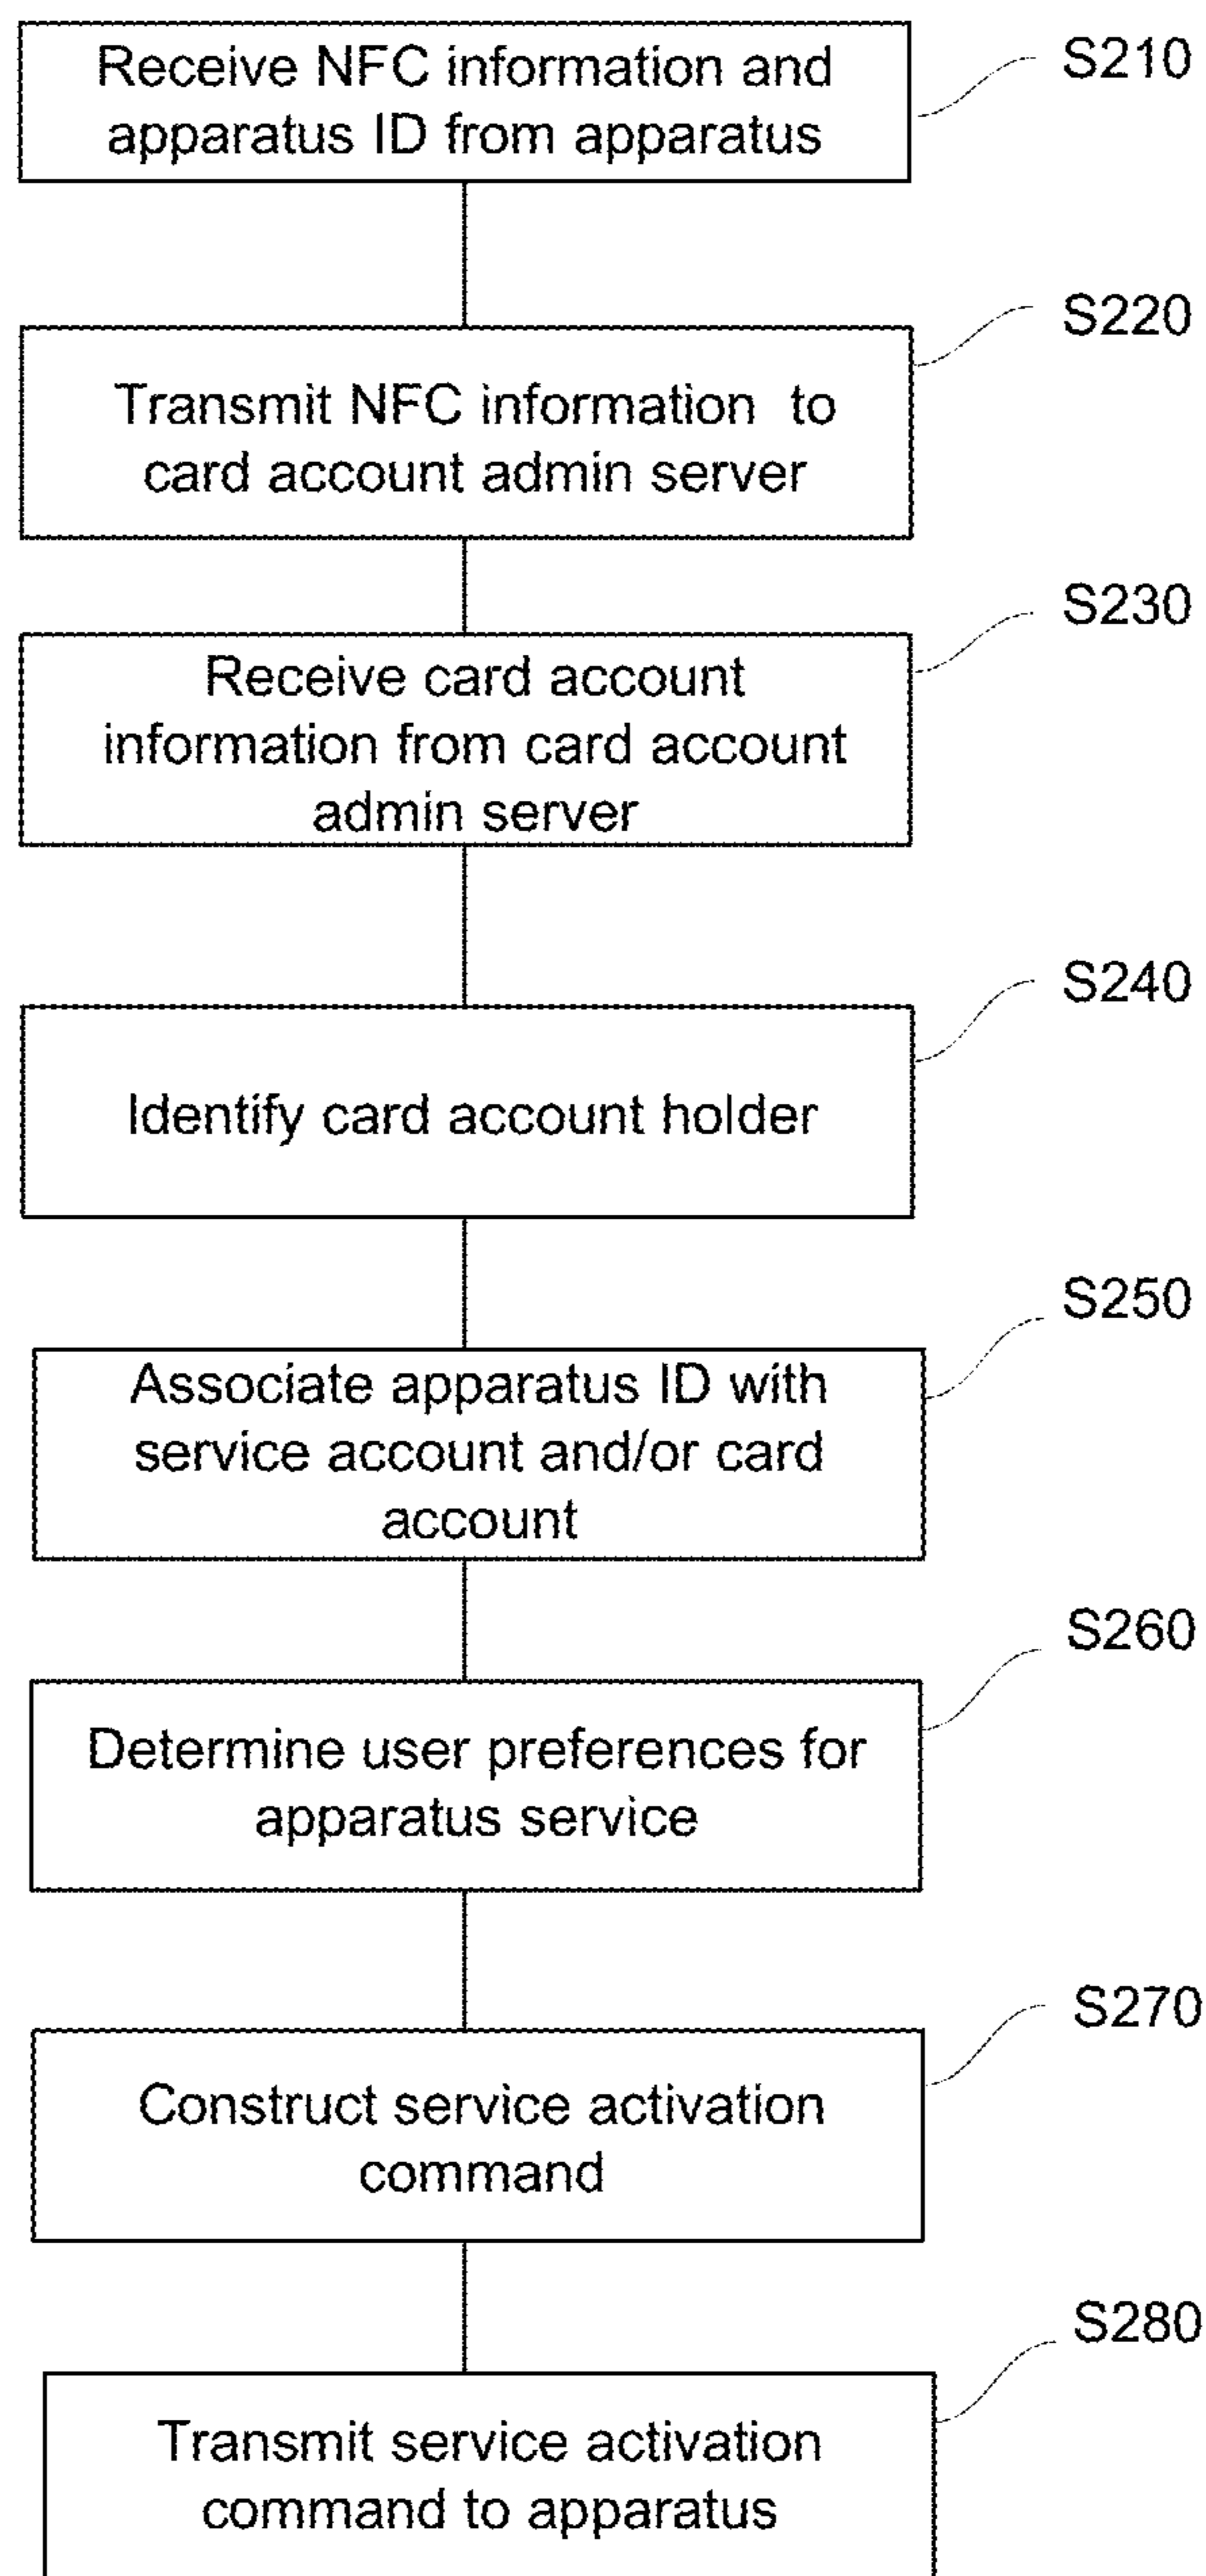 Receive NFC information and
apparatus ID from apparatus
S210
Transmit NFC information to
card account admin server
S220
Receive card account
information from card account
admin server
S230
Identify card account holder
S240
Associate apparatus ID with
service account and/or card
account
S250
Determine user preferences for
apparatus service
S260
Construct service activation
command
S270
Transmit service activation
command to apparatus
S280